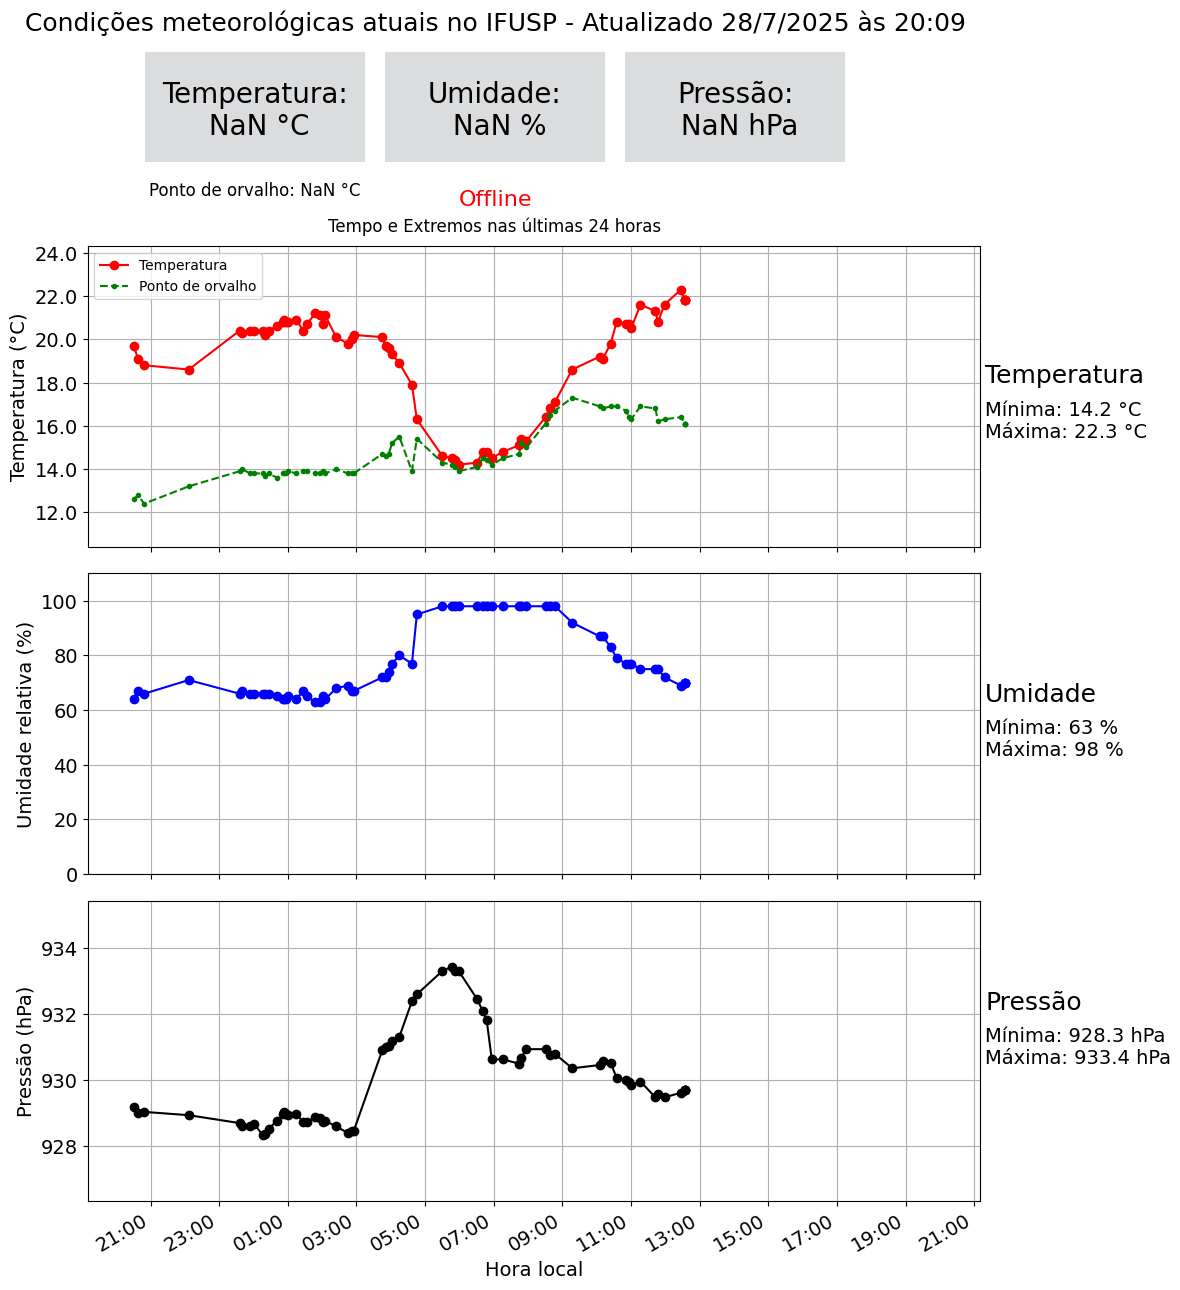 Condições meteorológicas atuais no IFUSP - Atualizado 28/7/2025 às 20:09
Temperatura:
NaN °C
Umidade:
NaN %
Pressão:
NaN hPa
Ponto de orvalho: NaN °C
Offline
Tempo e Extremos nas últimas 24 horas
Temperatura (°C)
24.0
22.0
20.0
18.0
16.0
14.0
12.0
Temperatura
Ponto de orvalho
Temperatura
Mínima: 14.2 °C
Máxima: 22.3 °C
Umidade relativa (%)
100
80
60
40
20
0
Umidade
Mínima: 63 %
Máxima: 98 %
Pressão (hPa)
934
932
930
928
Pressão
Mínima: 928.3 hPa
Máxima: 933.4 hPa
21:00 23:00 01:00 03:00 05:00 07:00 09:00 11:00 13:00 15:00 17:00 19:00 21:00
Hora local